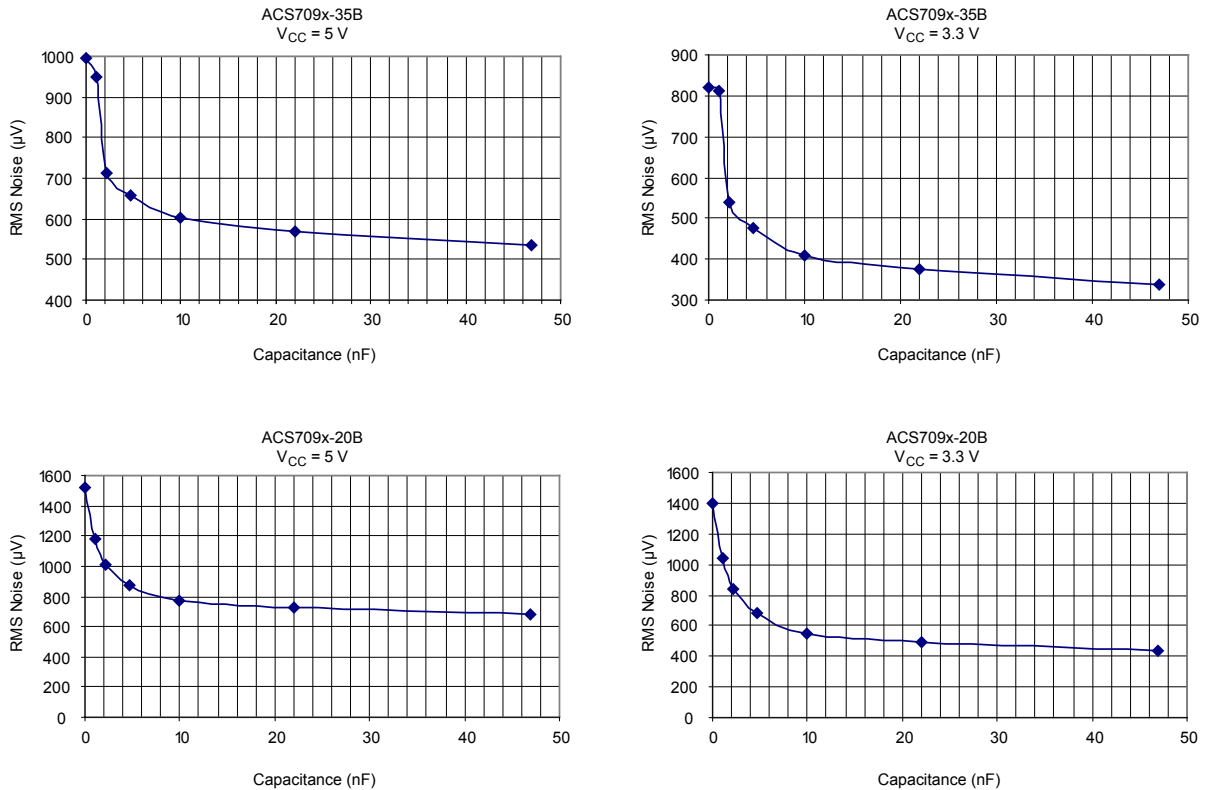 ACS709x-35B
VCC = 5 V
1000
900
800
700
600
500
400
RMS Noise (µV)
0 10 20 30 40 50
Capacitance (nF)
ACS709x-35B
VCC = 3.3 V
900
800
700
600
500
400
300
RMS Noise (µV)
0 10 20 30 40 50
Capacitance (nF)
ACS709x-20B
VCC = 5 V
1600
1400
1200
1000
800
600
400
200
0
RMS Noise (µV)
0 10 20 30 40 50
Capacitance (nF)
ACS709x-20B
VCC = 3.3 V
1600
1400
1200
1000
800
600
400
200
0
RMS Noise (µV)
0 10 20 30 40 50
Capacitance (nF)